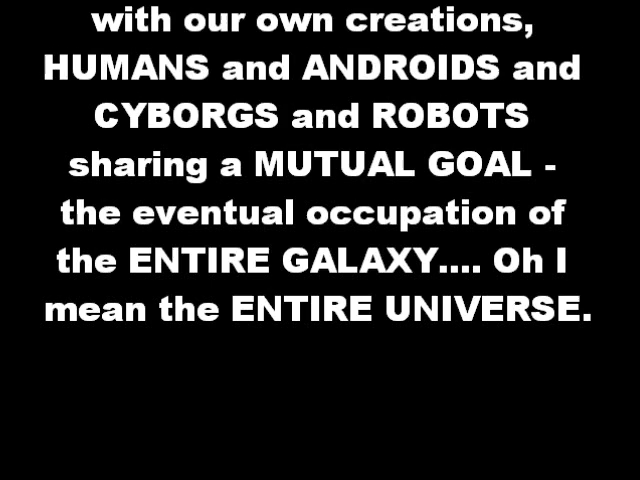 with our own creations,
HUMANS and ANDROIDS and
CYBORGS and ROBOTS
sharing a MUTUAL GOAL -
the eventual occupation of
the ENTIRE GALAXY.... Oh I
mean the ENTIRE UNIVERSE.